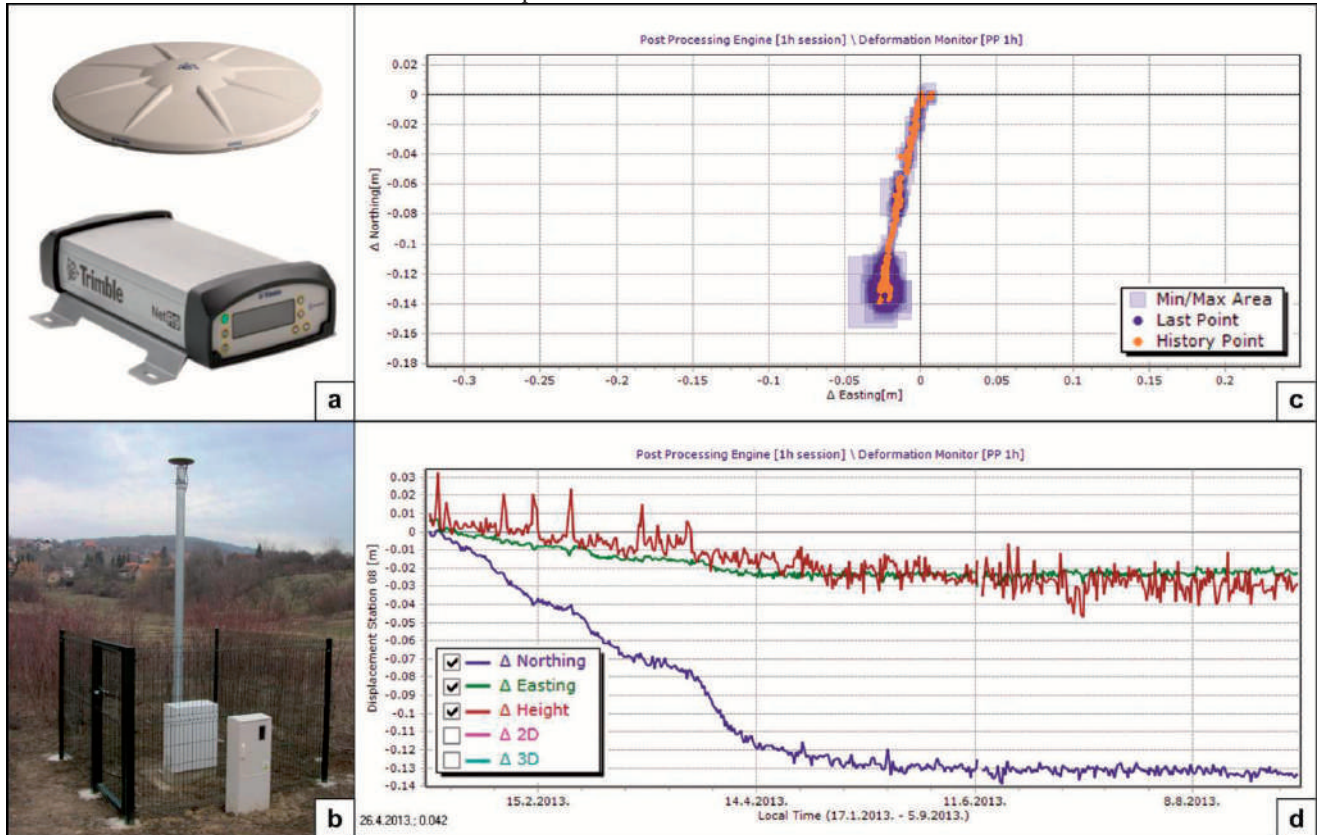 Trimble
a
Post Processing Engine [1h session] \ Deformation Monitor [PP 1h]
0.02
0
-0.02
-0.04
-0.06
-0.08
-0.1
-0.12
-0.14
-0.16
-0.18
Δ Northing[m]
-0.3
-0.25
-0.2
-0.15
-0.1
-0.05
0
0.05
0.1
0.15
0.2
Δ Easting[m]
Min/Max Area
Last Point
History Point
c
b
Post Processing Engine [1h session] \ Deformation Monitor [PP 1h]
0.03
0.02
0.01
0
-0.01
-0.02
-0.03
-0.04
-0.05
-0.06
-0.07
-0.08
-0.09
-0.1
-0.11
-0.12
-0.13
-0.14
Displacement Station 08 [m]
Δ Northing
Δ Easting
Δ Height
Δ 2D
Δ 3D
15.2.2013.
14.4.2013.
11.6.2013.
8.8.2013.
26.4.2013.; 0.042
Local Time (17.1.2013. - 5.9.2013.)
d